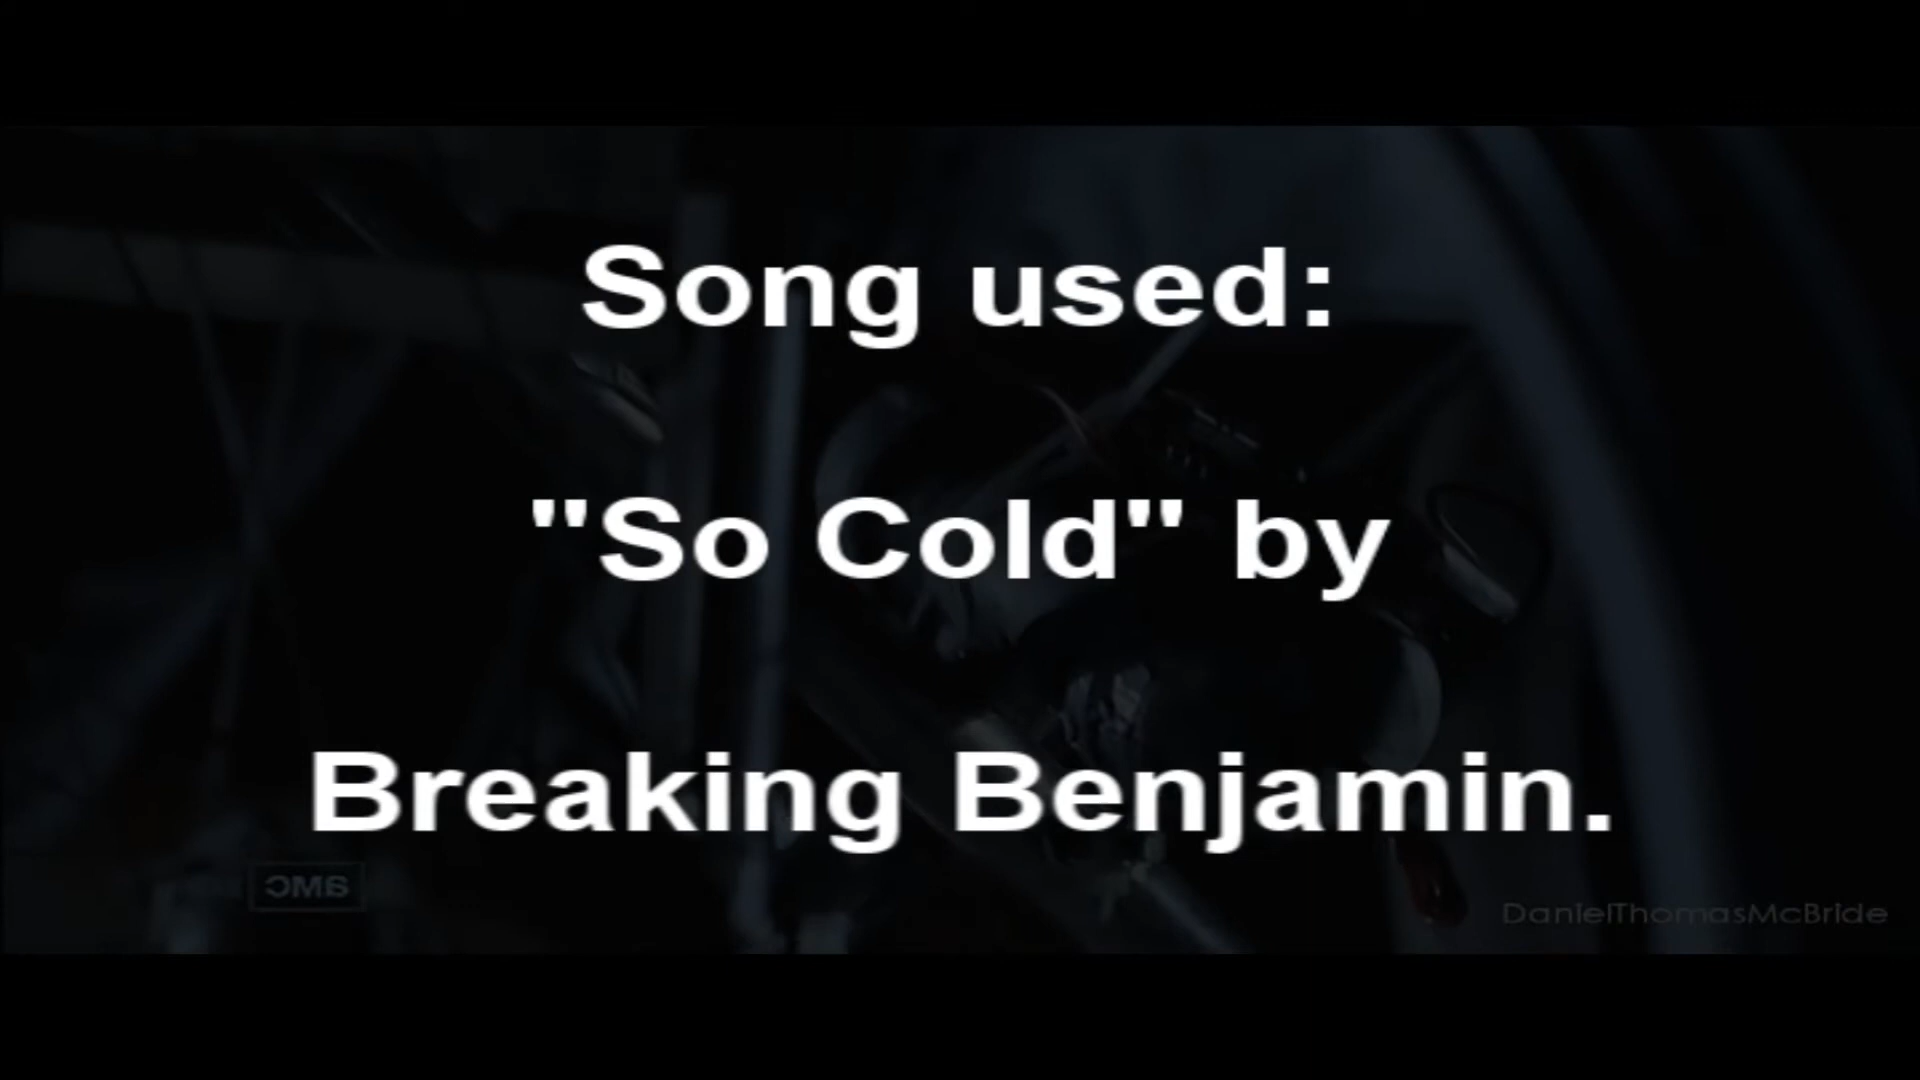 Song used:
"So Cold" by
Breaking Benjamin.
amc
DanielThomasMcBride